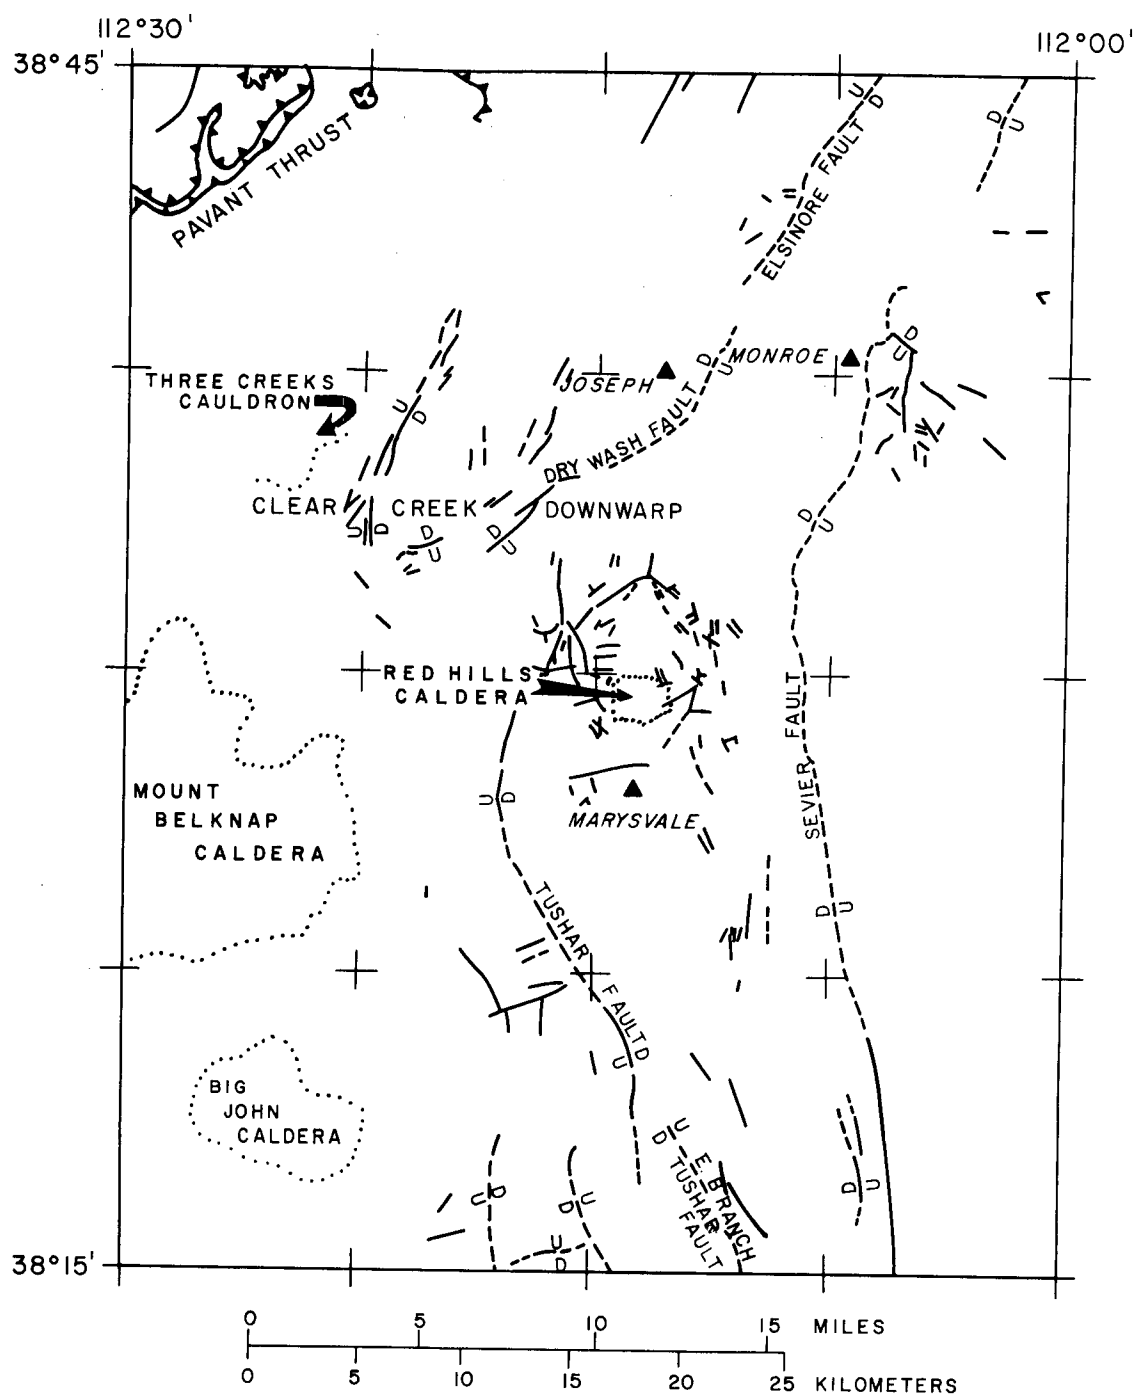 112°30'
112°00'
38°45'
PAVANT THRUST
U
D
D
U
ELSINORE FAULT
D
U
D
U
MONROE
JOSEPH
THREE CREEKS
CAULDRON
U
D
DRY WASH FAULT
CLEAR CREEK DOWNWARP
U
D
D
U
D
U
D
U
RED HILLS
CALDERA
SEVIER FAULT
MOUNT
BELKNAP
CALDERA
U
D
MARYSVALE
TUSHAR FAULT
D
U
D
U
BIG
JOHN
CALDERA
U
D
E. BRANCH
TUSHAR
FAULT
U
D
D
U
D
U
U
D
38°15'
0 5 10 15 MILES
0 5 10 15 20 25 KILOMETERS